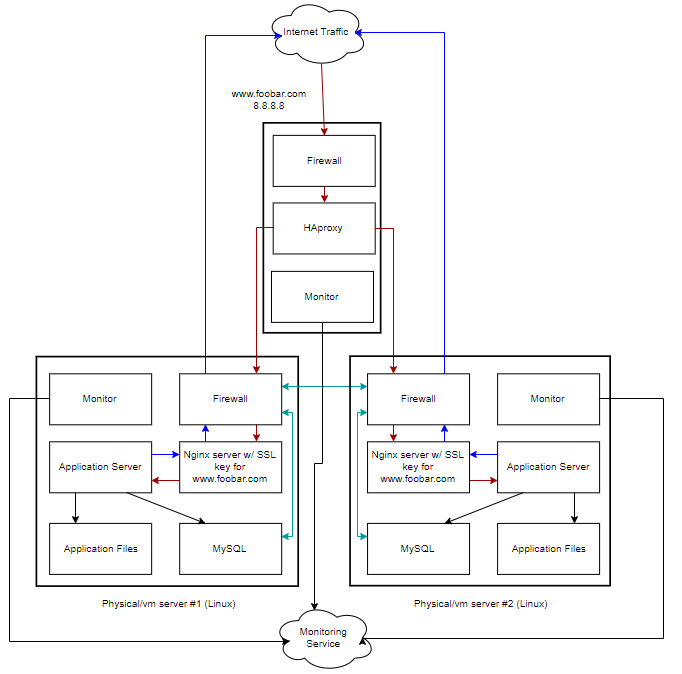 Internet Traffic
www.foobar.com
8.8.8.8
Firewall
HAproxy
Monitor
Monitor
Firewall
Application Server
Nginx server w/ SSL
key for
www.foobar.com
Application Files
MySQL
Physical/vm server #1 (Linux)
Firewall
Monitor
Nginx server w/ SSL
key for
www.foobar.com
Application Server
MySQL
Application Files
Physical/vm server #2 (Linux)
Monitoring
Service